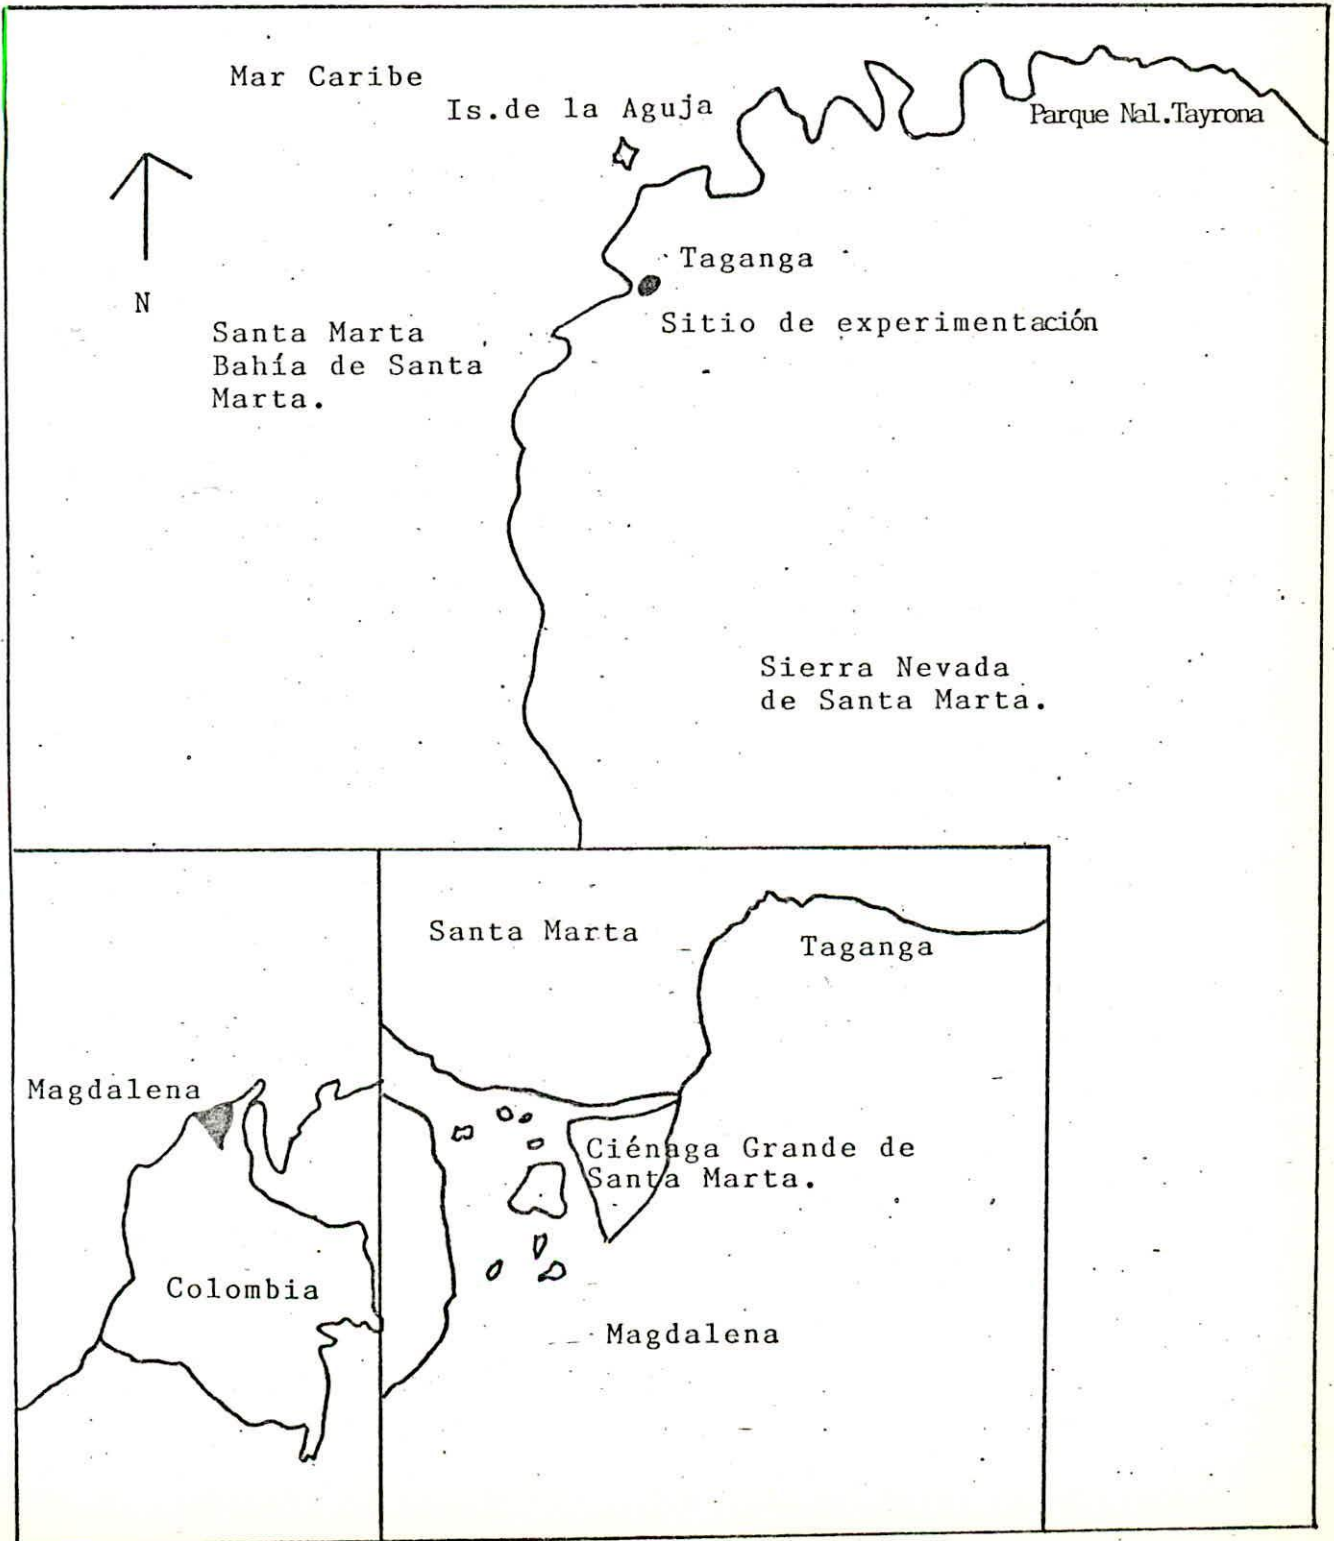 Mar Caribe
Is.de la Aguja
Parque Nal.Tayrona
Taganga
N
Sitio de experimentación
Santa Marta
Bahía de Santa
Marta.
Sierra Nevada
de Santa Marta.
Santa Marta
Taganga
Magdalena
Ciénaga Grande de
Santa Marta.
Colombia
Magdalena